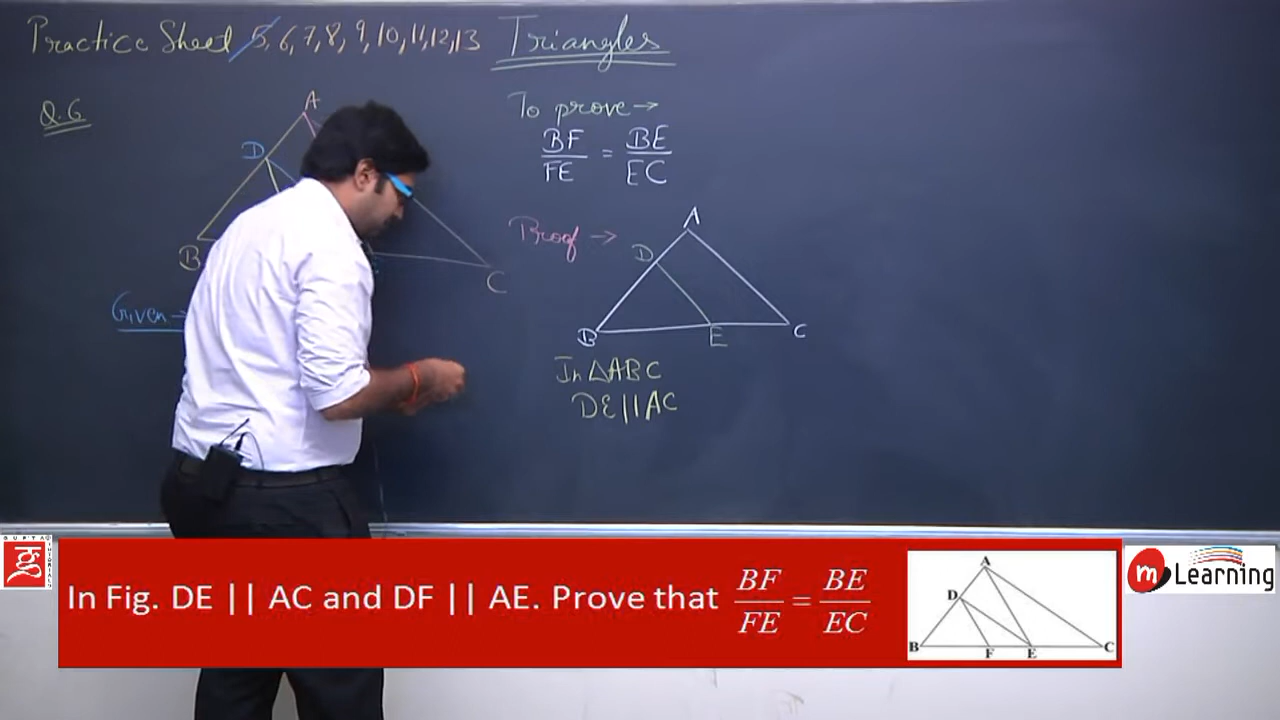 Practice Sheet 5, 6, 7, 8, 9, 10, 11, 12, 13 Triangles
Q.6
A
D
B
C
Given →
To prove →
BF/FE = BE/EC
Proof →
A
D
B
E
C
In △ABC
DE||AC
GUPTA
TUTORIALS
In Fig. DE || AC and DF || AE. Prove that BF/FE = BE/EC
A
D
B
F
E
C
m Learning